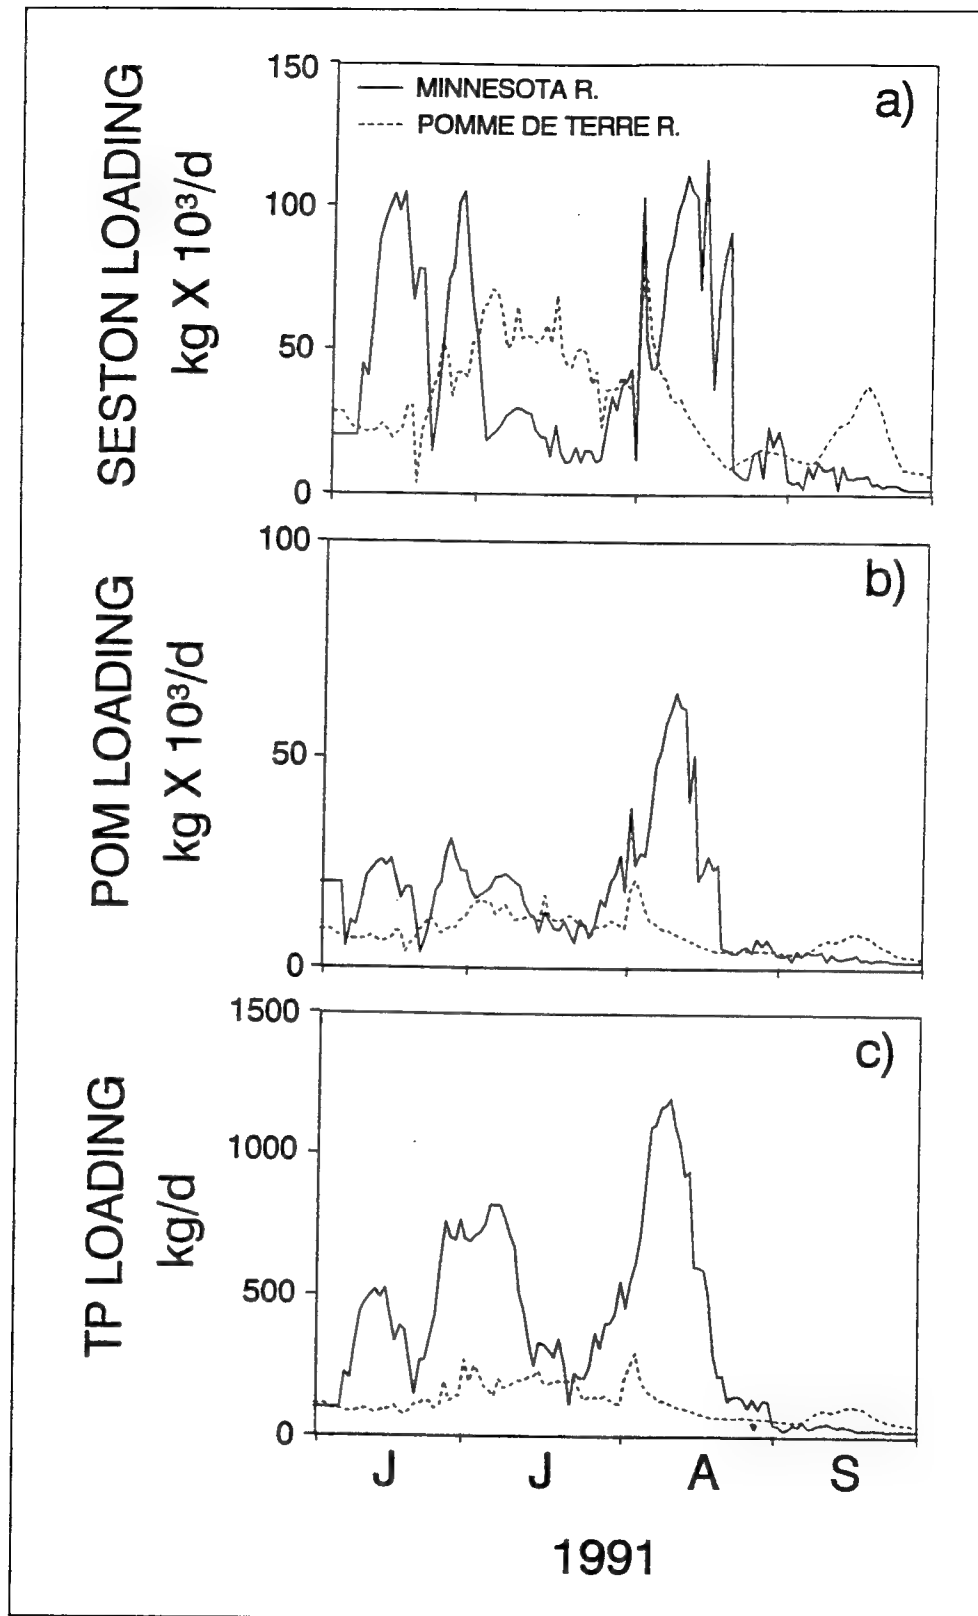 SESTON LOADING
kg X 10³/d
150
100
50
0
MINNESOTA R.
POMME DE TERRE R.
a)
POM LOADING
kg X 10³/d
100
50
0
b)
TP LOADING
kg/d
1500
1000
500
0
c)
J J A S
1991